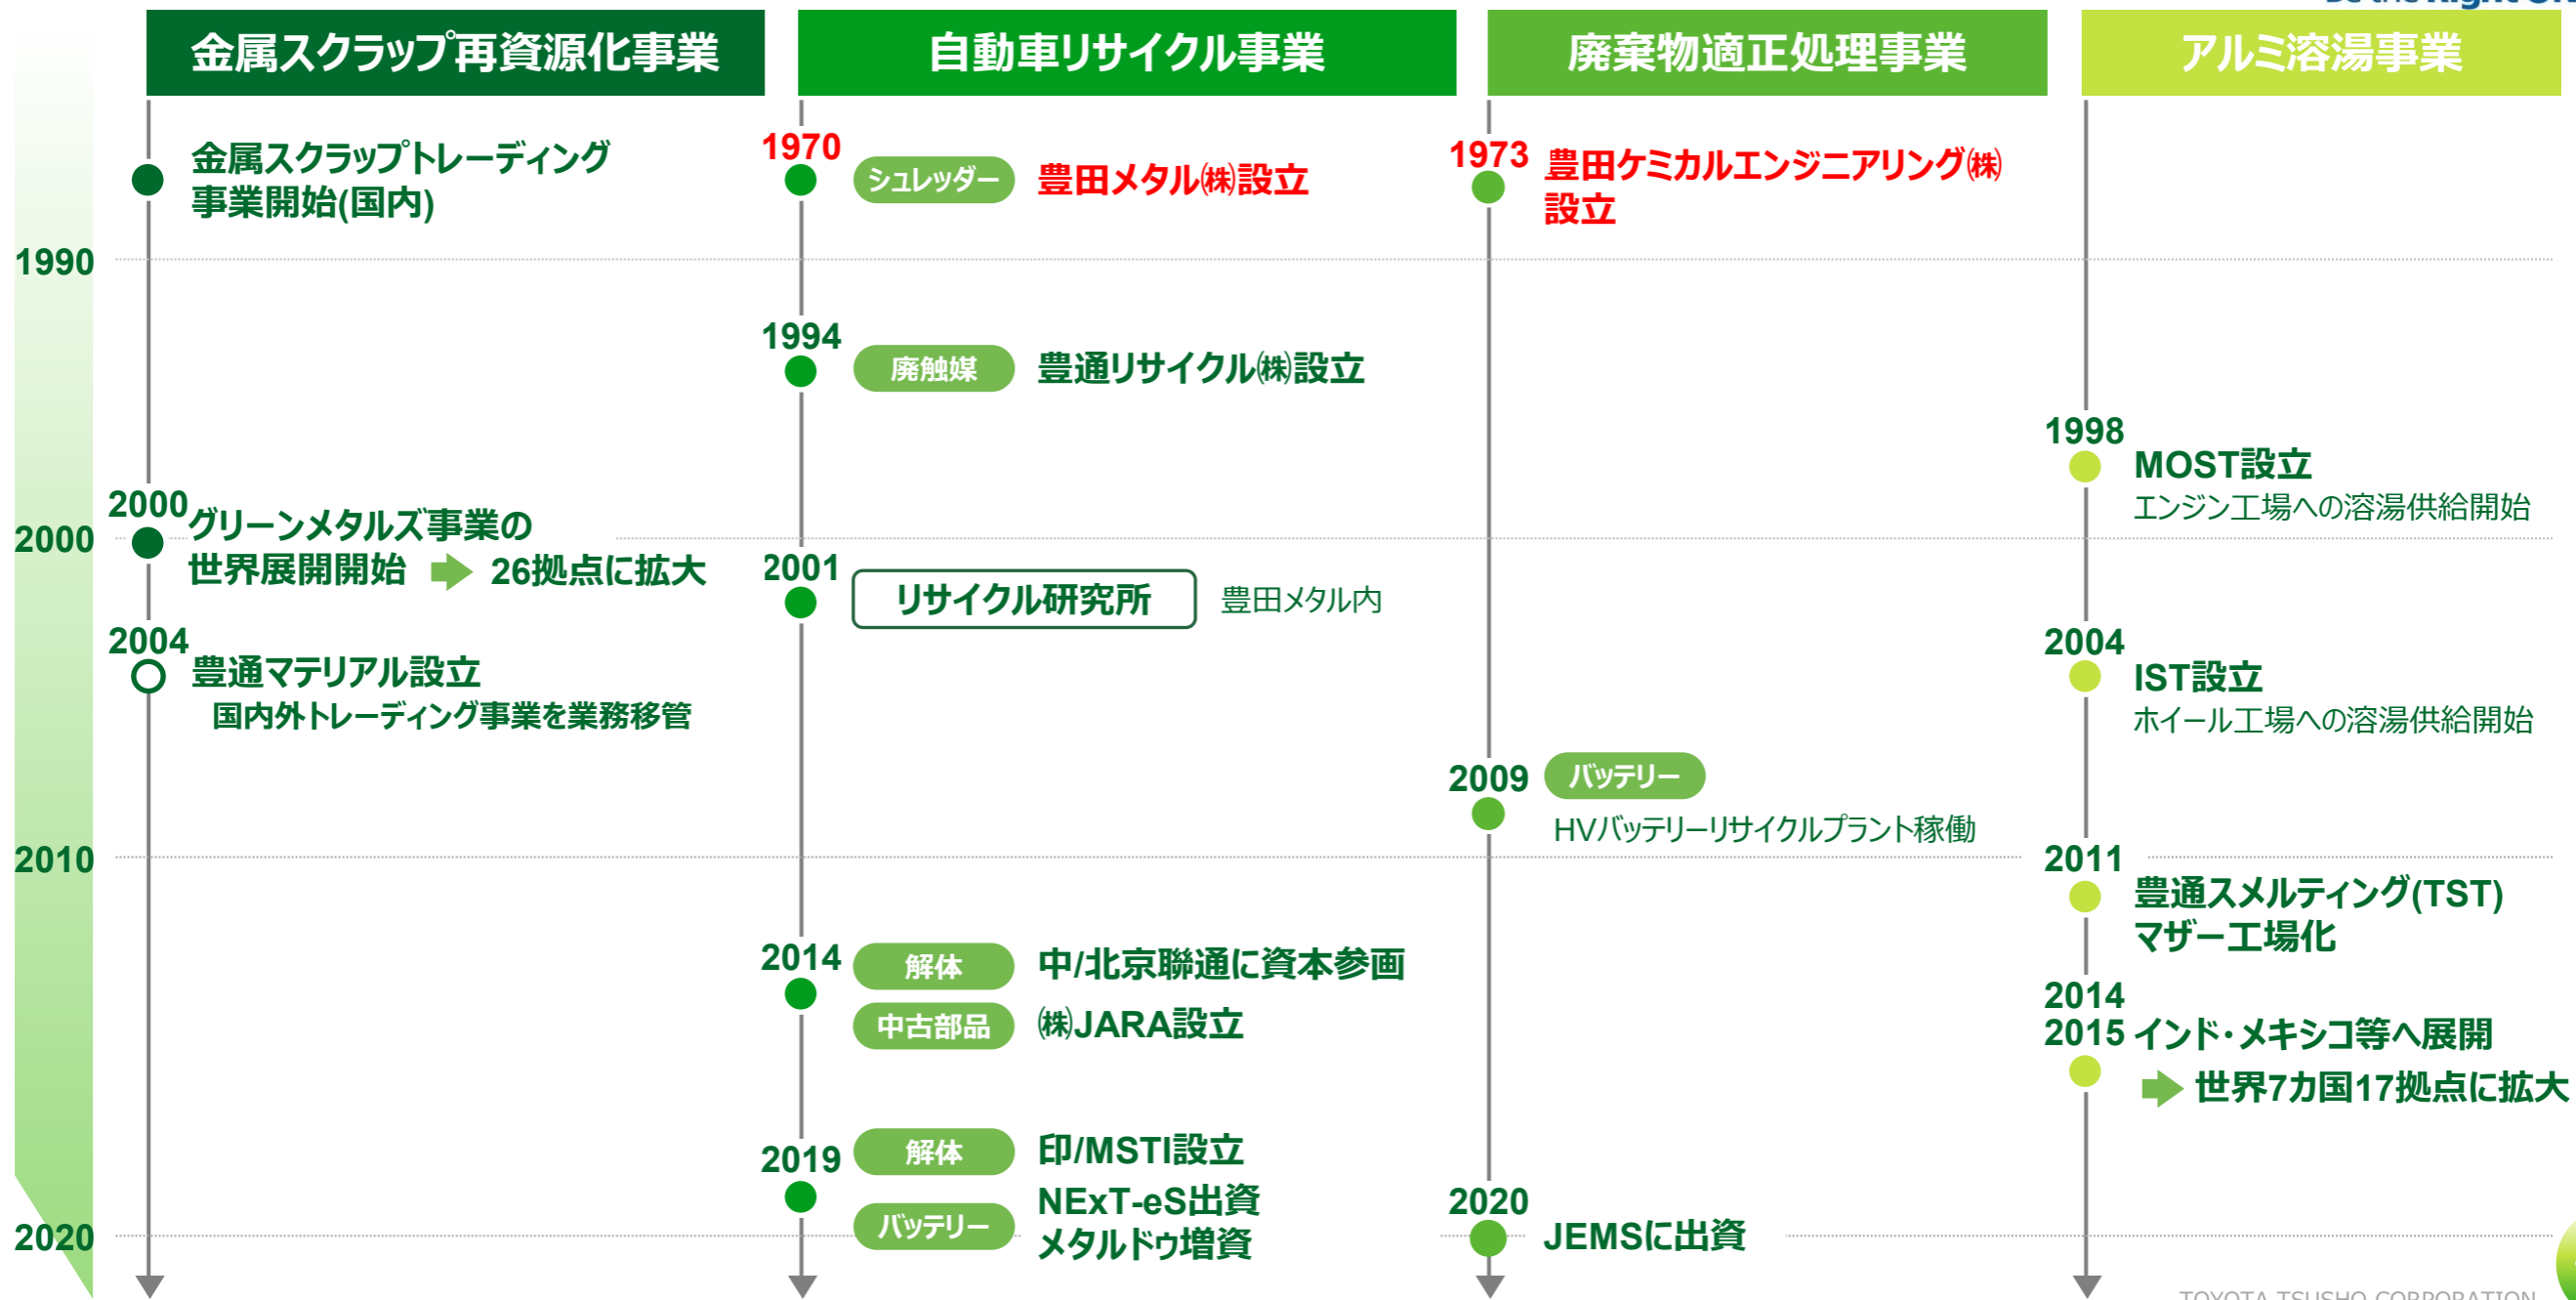 Be the Right ON
金属スクラップ再資源化事業
自動車リサイクル事業
廃棄物適正処理事業
アルミ溶湯事業
1990
2000
2010
2020
金属スクラップトレーディング
事業開始(国内)
2000
グリーンメタルズ事業の
世界展開開始 26拠点に拡大
2004
豊通マテリアル設立
国内外トレーディング事業を業務移管
1970
シュレッダー 豊田メタル㈱設立
1994
廃触媒 豊通リサイクル㈱設立
2001
リサイクル研究所 豊田メタル内
2014
解体 中/北京聯通に資本参画
中古部品 ㈱JARA設立
2019
解体 印/MSTI設立
バッテリー NExT-eS出資
メタルドゥ増資
1973
豊田ケミカルエンジニアリング㈱
設立
2009
バッテリー
HVバッテリーリサイクルプラント稼働
2020
JEMSに出資
1998
MOST設立
エンジン工場への溶湯供給開始
2004
IST設立
ホイール工場への溶湯供給開始
2011
豊通スメルティング(TST)
マザー工場化
2014
2015 インド・メキシコ等へ展開
世界7カ国17拠点に拡大
TOYOTA TSUSHO CORPORATION